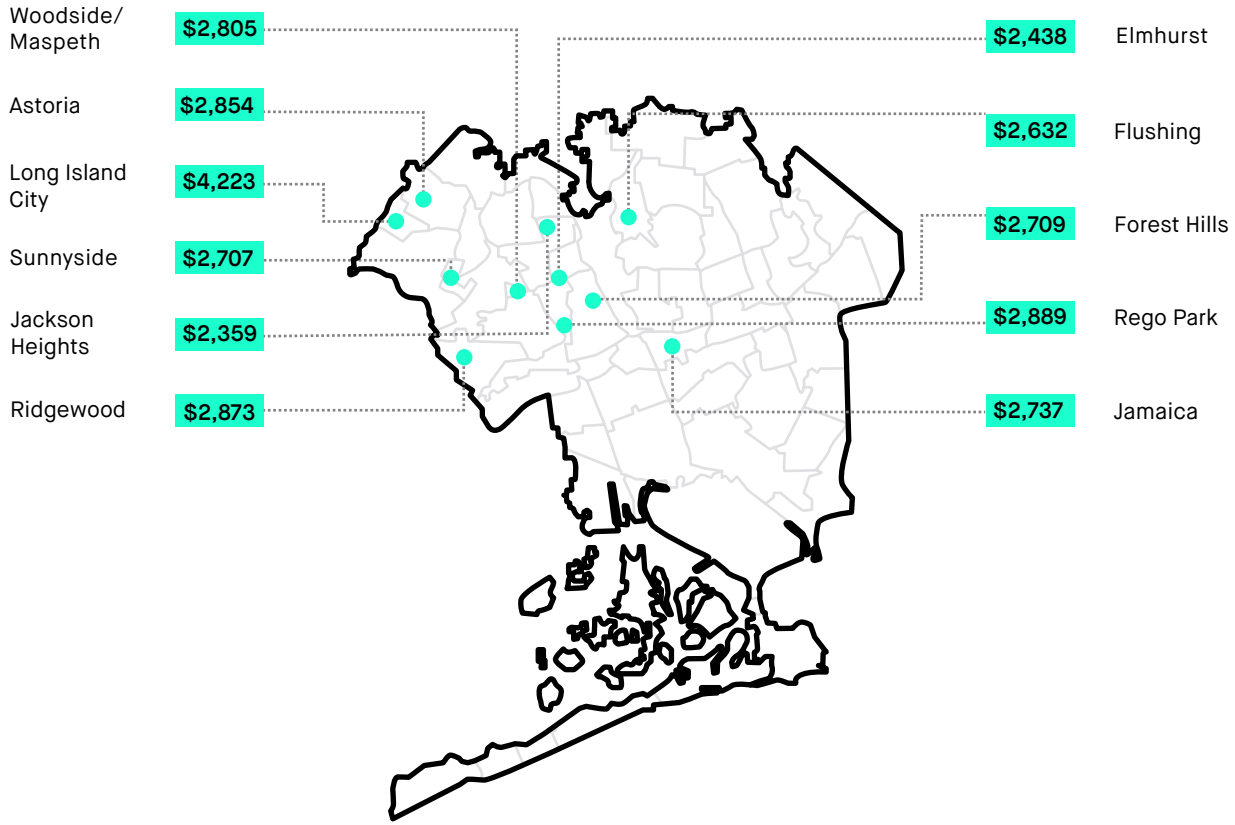 Woodside/
Maspeth
$2,805
Astoria
$2,854
Long Island
City
$4,223
Sunnyside
$2,707
Jackson
Heights
$2,359
Ridgewood
$2,873
$2,438
Elmhurst
$2,632
Flushing
$2,709
Forest Hills
$2,889
Rego Park
$2,737
Jamaica